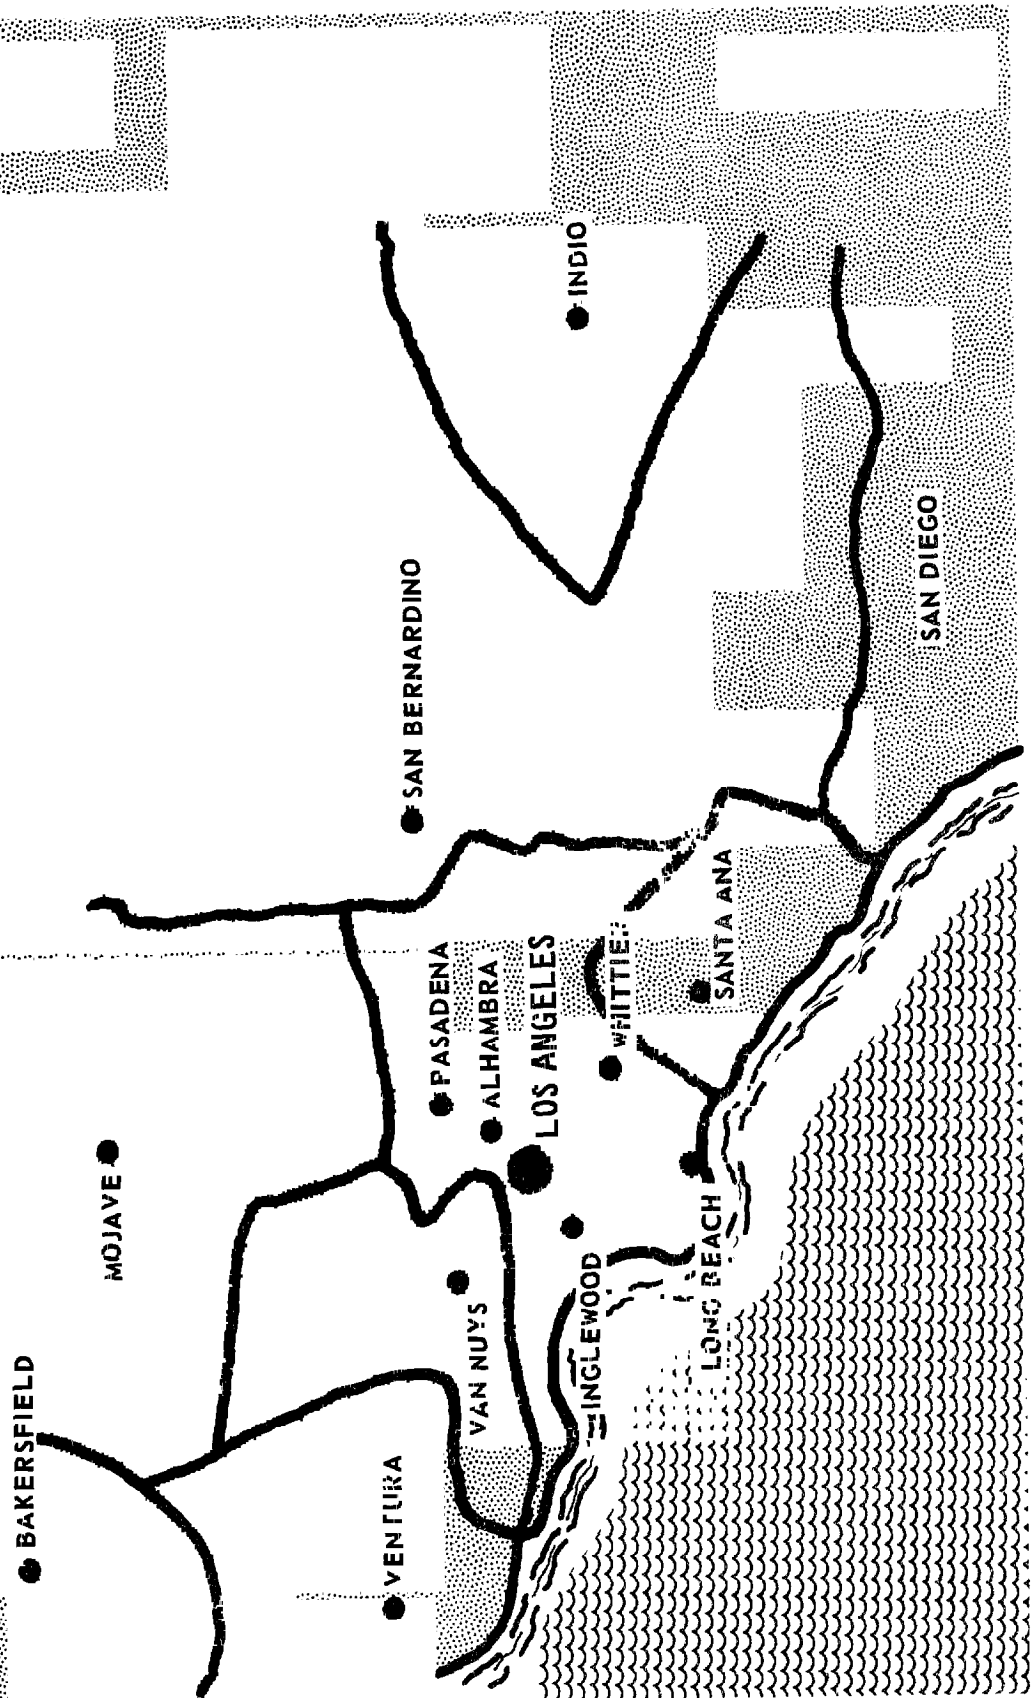 BAKERSFIELD
MOJAVE
VENTURA
SAN BERNARDINO
PASADENA
VAN NUYS
ALHAMBRA
LOS ANGELES
INDIO
INGLEWOOD
WHITTIER
LONG BEACH
SANTA ANA
SAN DIEGO